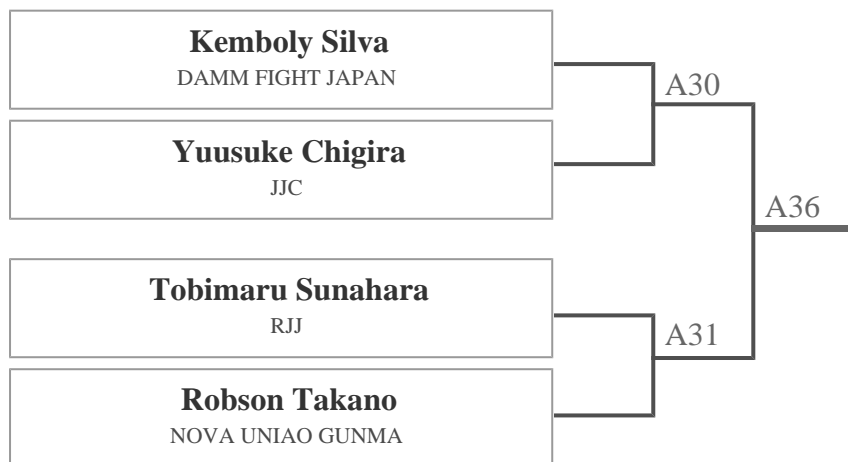 Kemboly Silva
DAMM FIGHT JAPAN
A30
Yuusuke Chigira
JJC
A36
Tobimaru Sunahara
RJJ
A31
Robson Takano
NOVA UNIAO GUNMA